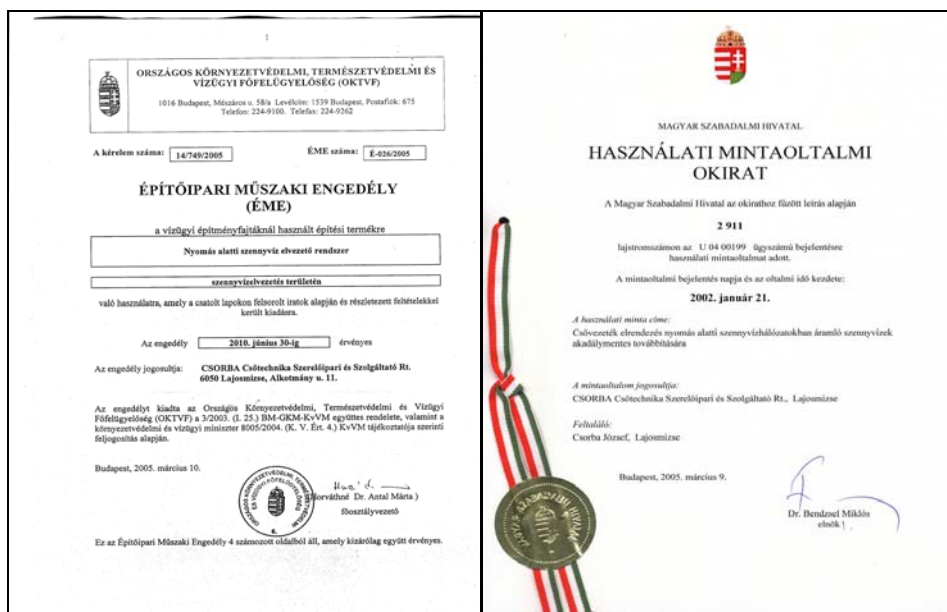 1
ORSZÁGOS KÖRNYEZETVÉDELMI, TERMÉSZETVÉDELMI ÉS
VÍZÜGYI FŐFELÜGYELŐSÉG (OKTVF)
1016 Budapest, Mészáros u. 58/a Levélcím: 1539 Budapest, Postafiók: 675
Telefon: 224-9100. Telefax: 224-9262
A kérelem száma: 14/749/2005 ÉME száma: É-026/2005
ÉPÍTŐIPARI MŰSZAKI ENGEDÉLY
(ÉME)
a vízügyi építményfajtáknál használt építési termékre
Nyomás alatti szennyvíz elvezető rendszer
szennyvízelvezetés területén
való használatra, amely a csatolt lapokon felsorolt iratok alapján és részletezett feltételekkel
került kiadásra.
Az engedély 2010. június 30-ig érvényes
Az engedély jogosultja: CSORBA Csőtechnika Szerelőipari és Szolgáltató Rt.
6050 Lajosmizse, Alkotmány u. 11.
Az engedélyt kiadta az Országos Környezetvédelmi, Természetvédelmi és Vízügyi
Főfelügyelőség (OKTVF) a 3/2003. (I. 25.) BM-GKM-KvVM együttes rendelete, valamint a
környezetvédelmi és vízügyi miniszter 8005/2004. (K. V. Ért. 4.) KvVM tájékoztatója szerinti
feljogosítás alapján.
Budapest, 2005. március 10.
(Horváthné Dr. Antal Márta )
főosztályvezető
Ez az Építőipari Műszaki Engedély 4 számozott oldalból áll, amely kizárólag együtt érvényes.
MAGYAR SZABADALMI HIVATAL
HASZNÁLATI MINTAOLTALMI
OKIRAT
A Magyar Szabadalmi Hivatal az okirathoz fűzött leírás alapján
2 911
lajstromszámon az U 04 00199 ügyszámú bejelentésre
használati mintaoltalmat adott.
A mintaoltalmi bejelentés napja és az oltalmi idő kezdete:
2002. január 21.
A használati minta címe:
Csővezeték elrendezés nyomás alatti szennyvízhálózatokban áramló szennyvizek
akadálymentes továbbítására
A mintaoltalom jogosultja:
CSORBA Csőtechnika Szerelőipari és Szolgáltató Rt., Lajosmizse
Feltaláló:
Csorba József, Lajosmizse
Budapest, 2005. március 9.
Dr. Bendzsel Miklós
elnök
MAGYAR SZABADALMI HIVATAL